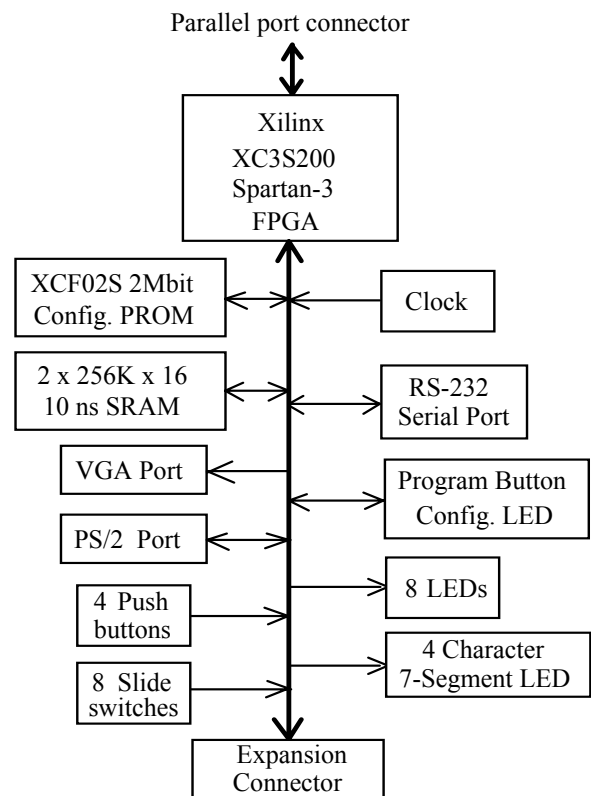 Parallel port connector
Xilinx
XC3S200
Spartan-3
FPGA
XCF02S 2Mbit
Config. PROM
Clock
2 x 256K x 16
10 ns SRAM
RS-232
Serial Port
VGA Port
Program Button
Config. LED
PS/2 Port
8 LEDs
4 Push
buttons
4 Character
7-Segment LED
8 Slide
switches
Expansion
Connector